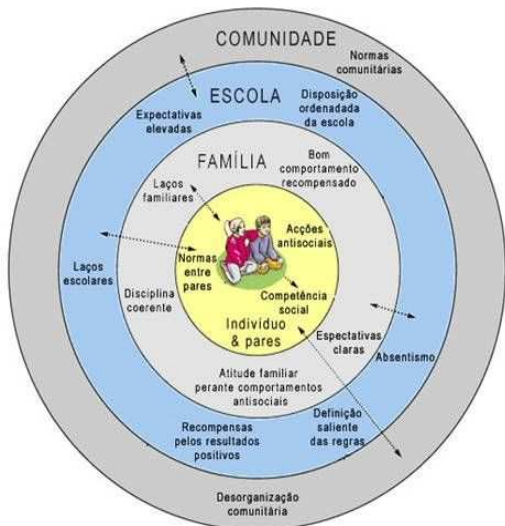 COMUNIDADE
Normas
comunitárias
ESCOLA
Disposição
ordenadada
da escola
Expectativas
elevadas
FAMÍLIA
Bom
comportamento
recompensado
Laços
familiares
Acções
antisociais
Normas
entre
pares
Laços
escolares
Competência
social
Disciplina
coerente
Indivíduo
& pares
Espectativas
claras
Absentismo
Atitude familiar
perante comportamentos
antisociais
Definição
saliente
das regras
Recompensas
pelos resultados
positivos
Desorganização
comunitária